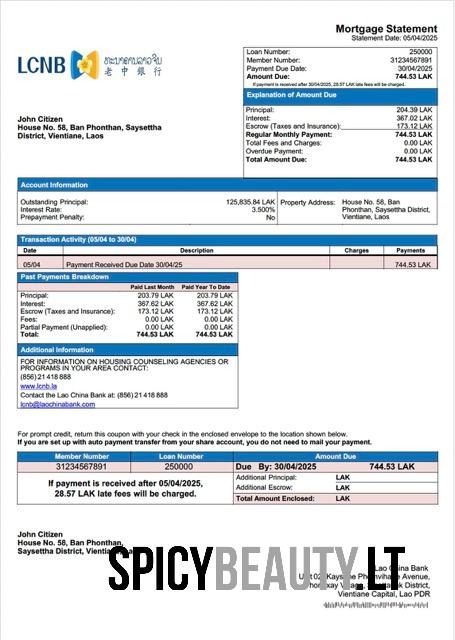 Mortgage Statement
Statement Date: 05/04/2025
LCNB
ທະນາຄານລາວຈີນ
老中银行
Loan Number: 250000
Member Number: 31234567891
Payment Due Date: 30/04/2025
Amount Due: 744.53 LAK
If payment is received after 30/04/2025, 28.57 LAK late fees will be charged.
Explanation of Amount Due
Principal: 204.39 LAK
Interest: 367.02 LAK
Escrow (Taxes and Insurance): 173.12 LAK
Regular Monthly Payment: 744.53 LAK
Total Fees and Charges: 0.00 LAK
Overdue Payment: 0.00 LAK
Total Amount Due: 744.53 LAK
John Citizen
House No. 58, Ban Phonthan, Saysettha
District, Vientiane, Laos
Account Information
Outstanding Principal: 125,835.84 LAK
Interest Rate: 3.500%
Prepayment Penalty: No
Property Address: House No. 58, Ban
Phonthan, Saysettha District,
Vientiane, Laos
Transaction Activity (05/04 to 30/04)
Date Description Charges Payments
05/04 Payment Received Due Date 30/04/25 744.53 LAK
Past Payments Breakdown
Paid Last Month Paid Year To Date
Principal: 203.79 LAK 203.79 LAK
Interest: 367.62 LAK 367.62 LAK
Escrow (Taxes and Insurance): 173.12 LAK 173.12 LAK
Fees: 0.00 LAK 0.00 LAK
Partial Payment (Unapplied): 0.00 LAK 0.00 LAK
Total: 744.53 LAK 744.53 LAK
Additional Information
FOR INFORMATION ON HOUSING COUNSELING AGENCIES OR
PROGRAMS IN YOUR AREA CONTACT:
(856)21 418 888
www.lcnb.la
Contact the Lao China Bank at: (856)21 418 888
lcnb@laochinabank.com
For prompt credit, return this coupon with your check in the enclosed envelope to the location shown below.
If you are set up with auto payment transfer from your share account, you do not need to mail your payment.
Member Number Loan Number Amount Due
31234567891 250000 Due By: 30/04/2025 744.53 LAK
If payment is received after 05/04/2025,
28.57 LAK late fees will be charged.
Additional Principal: LAK
Additional Escrow: LAK
Total Amount Enclosed: LAK
John Citizen
House No. 58, Ban Phonthan,
Saysettha District, Vientiane,
SPICYBEAUTY.LT
Lao China Bank
Avenue,
District,
Vientiane Capital, Lao PDR